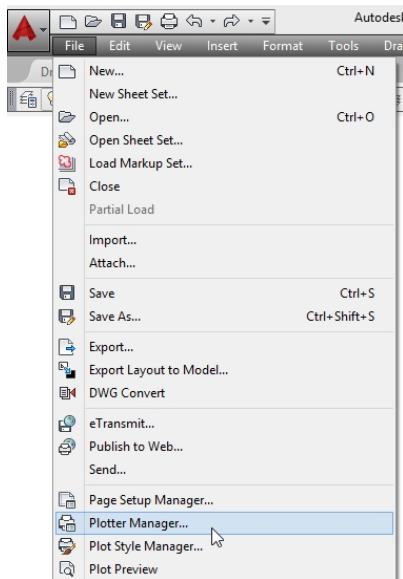 Autodesk
File Edit View Insert Format Tools
New... Ctrl+N
New Sheet Set...
Open... Ctrl+O
Open Sheet Set...
Load Markup Set...
Close
Partial Load
Import...
Attach...
Save Ctrl+S
Save As... Ctrl+Shift+S
Export...
Export Layout to Model...
DWG Convert
eTransmit...
Publish to Web...
Send...
Page Setup Manager...
Plotter Manager...
Plot Style Manager...
Plot Preview